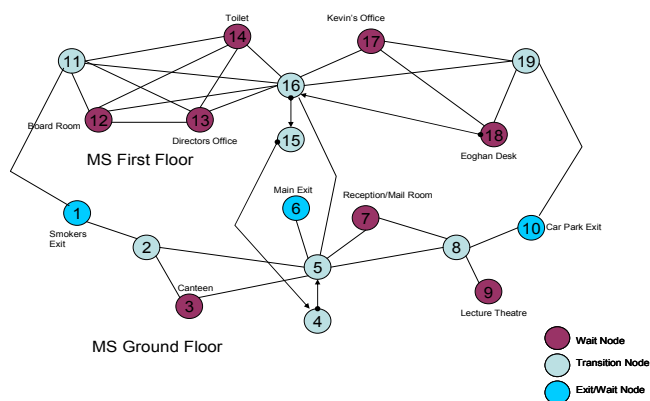 Toilet
Kevin's Office
14
17
11
19
16
12
13
18
15
Board Room
Directors Office
Eoghan Desk
MS First Floor
Main Exit
Reception/Mail Room
6
7
1
10
Car Park Exit
Smokers
Exit
2
8
5
Canteen
3
9
4
Lecture Theatre
MS Ground Floor
Wait Node
Transition Node
Exit/Wait Node